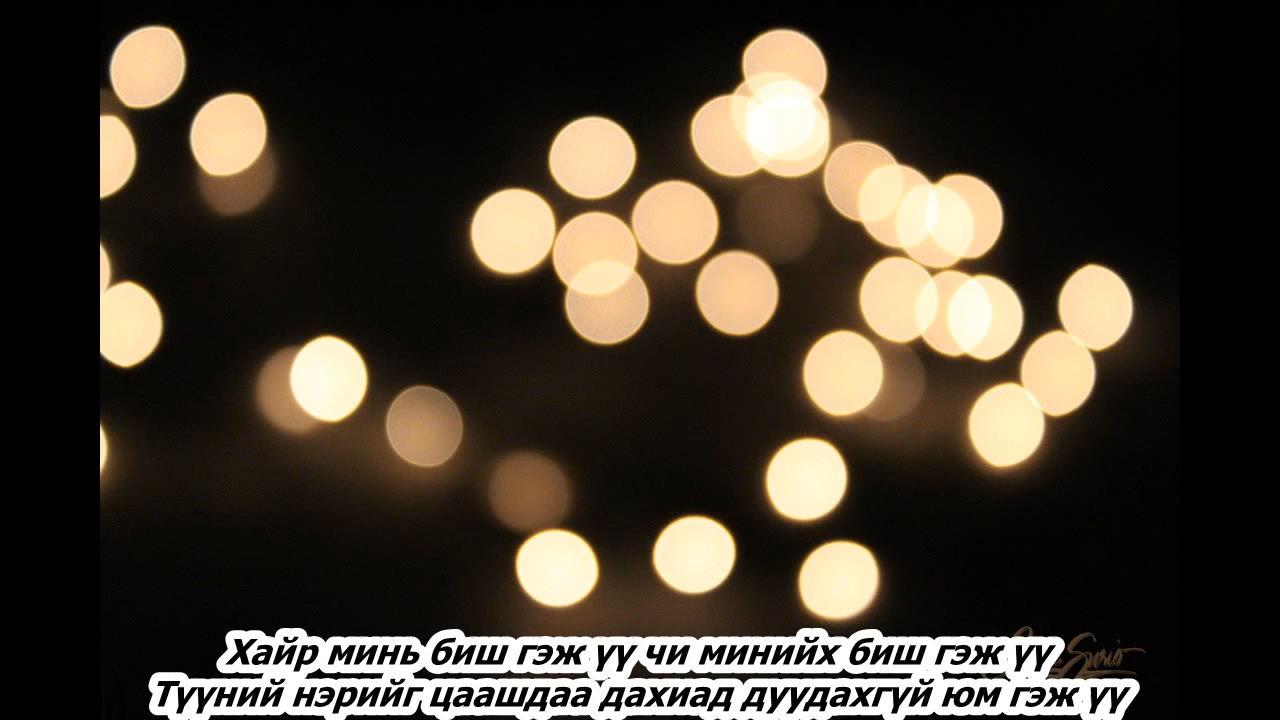 Хайр минь биш гэж үү чи минийх биш гэж үү
Түүний нэрийг цаашдаа дахиад дуудахгүй юм гэж үү